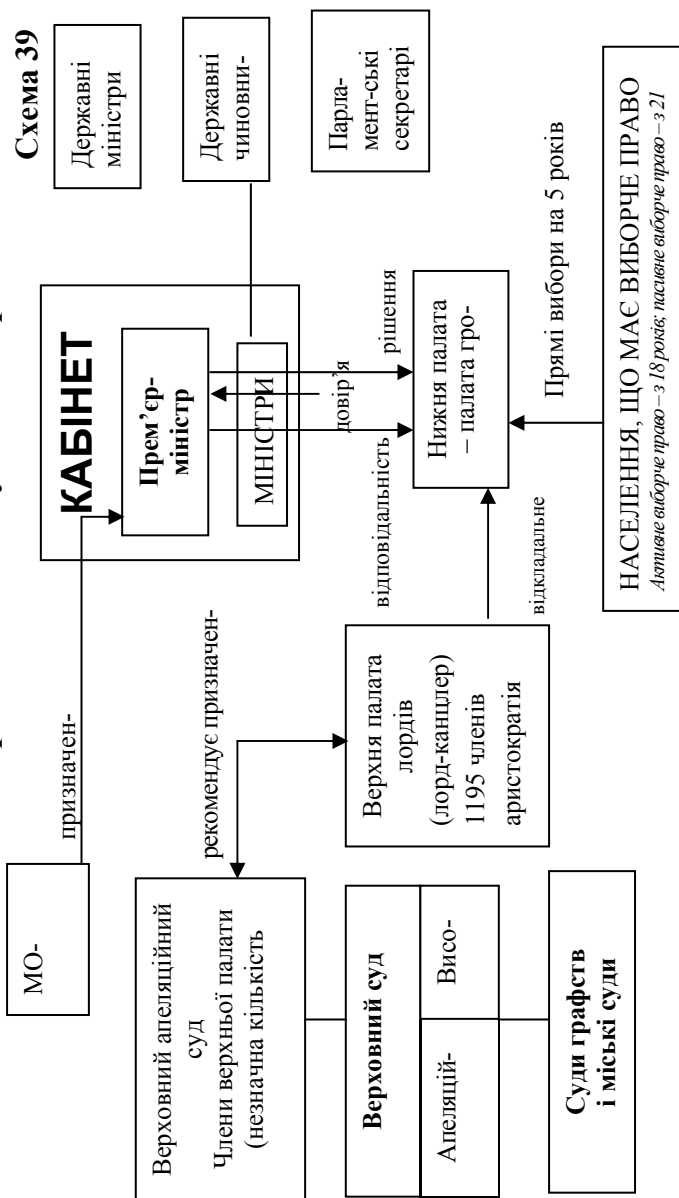 Схема 39
МО-
призначен-
КАБІНЕТ
Прем’єр-
міністр
МІНІСТРИ
Державні
міністри
Державні
чиновни-
Парла-
мент-ські
секретарі
Верховний апеляційний
суд
Члени верхньої палати
(незначна кількість
рекомендує призначен-
відповідальність
довір’я
рішення
Верхня палата
лордів
(лорд-канцлер)
1195 членів
аристократія
відкладальне
Нижня палата
– палата гро-
Верховний суд
Апеляцій-
Висо-
Прямі вибори на 5 років
Суди графств
і міські суди
НАСЕЛЕННЯ, ЩО МАЄ ВИБОРЧЕ ПРАВО
Активне виборче право – з 18 років; пасивне виборче право – з 21